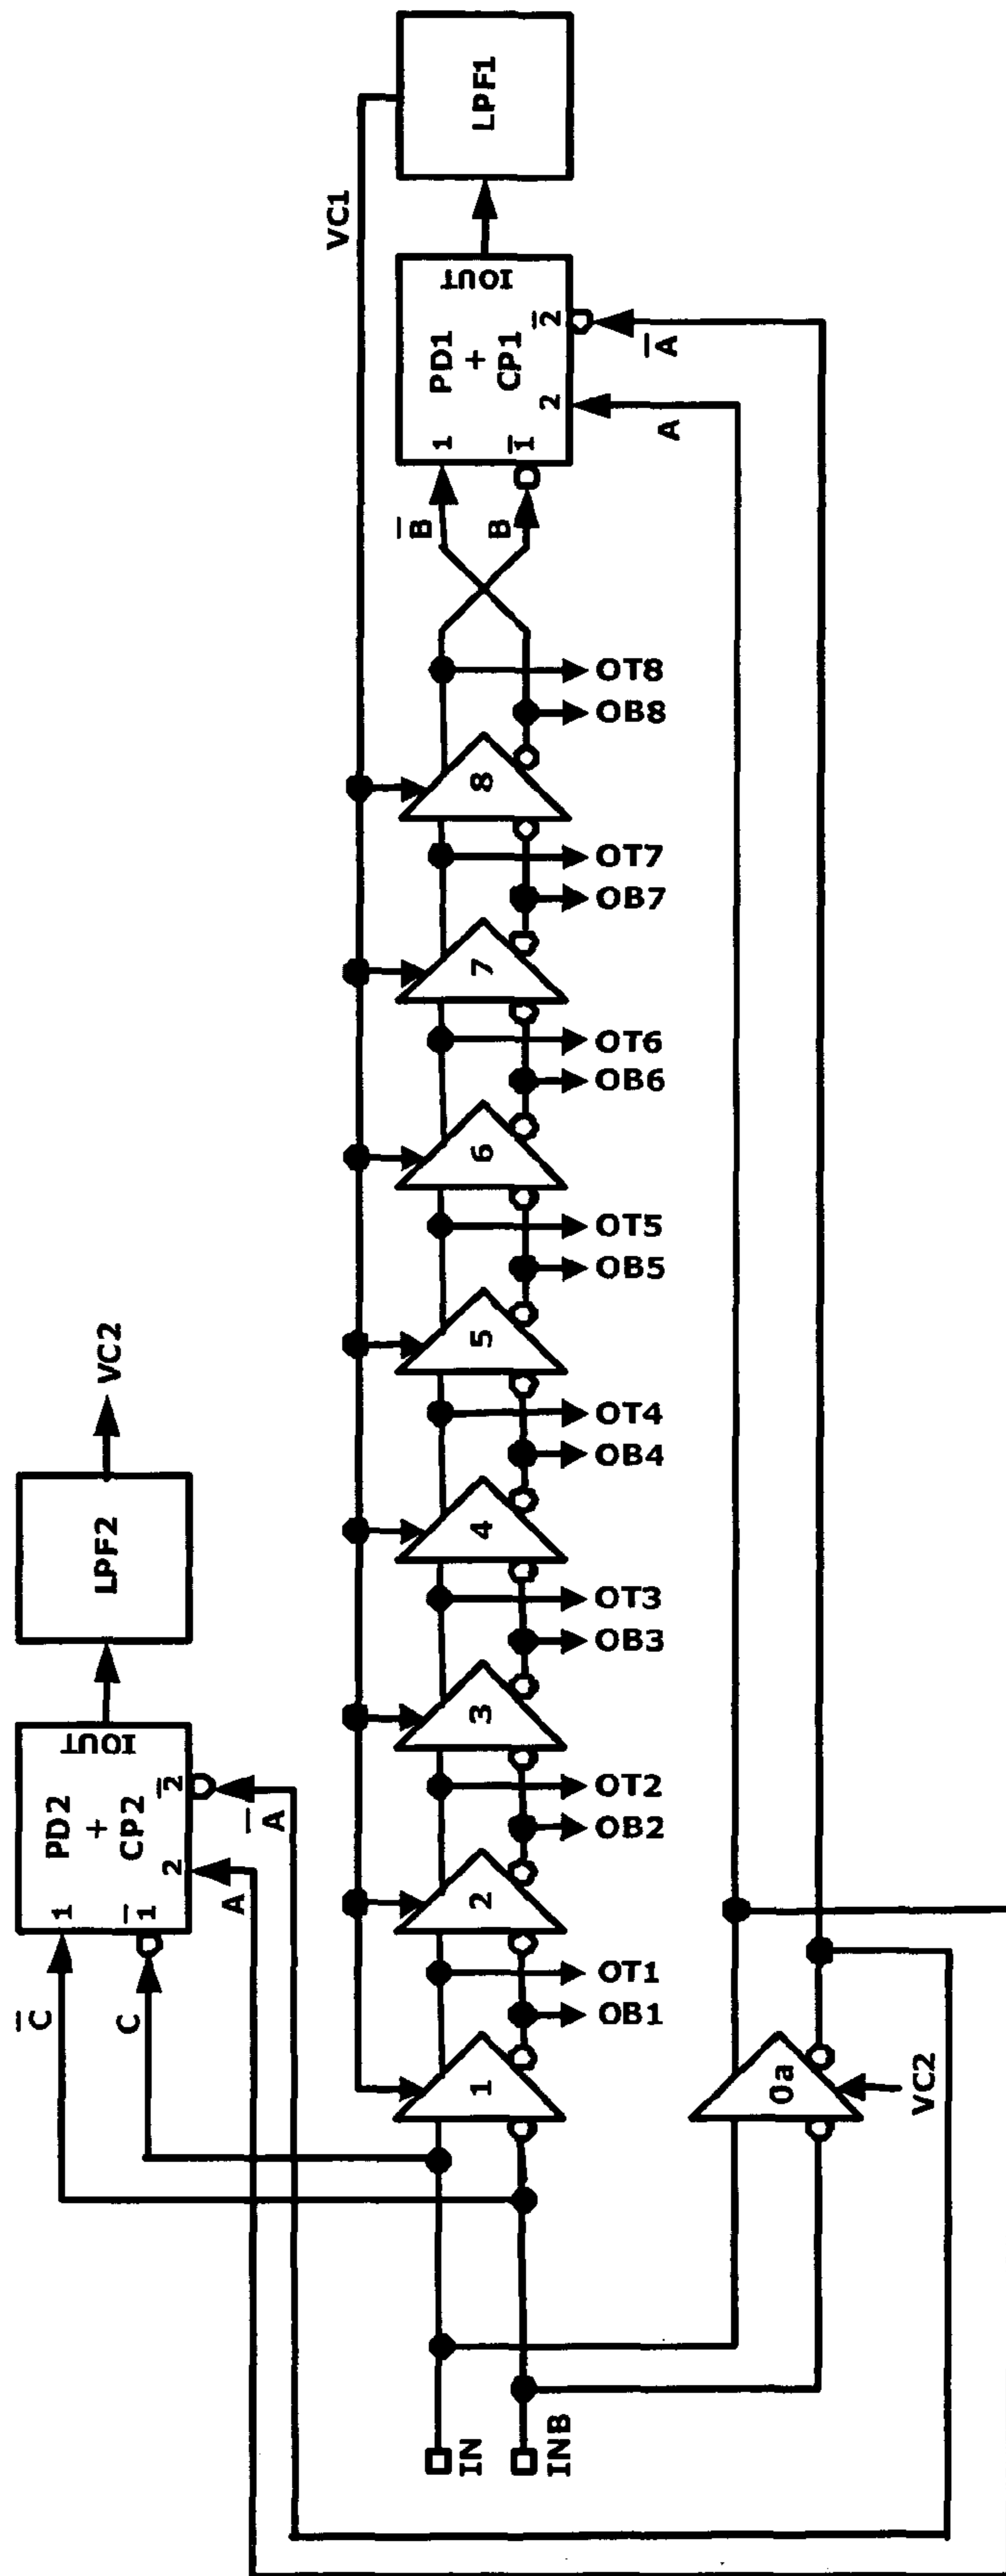 LPF1
VC1
IOUT
PD1
+
CP1
1
1
2
2
B
B
A
A
OT8
OB8
8
OT7
OB7
7
OT6
OB6
6
OT5
OB5
5
OT4
OB4
4
OT3
OB3
3
OT2
OB2
2
OT1
OB1
1
VC2
LPF2
IOUT
PD2
+
CP2
1
1
2
2
A
A
C
C
0a
VC2
IN
INB